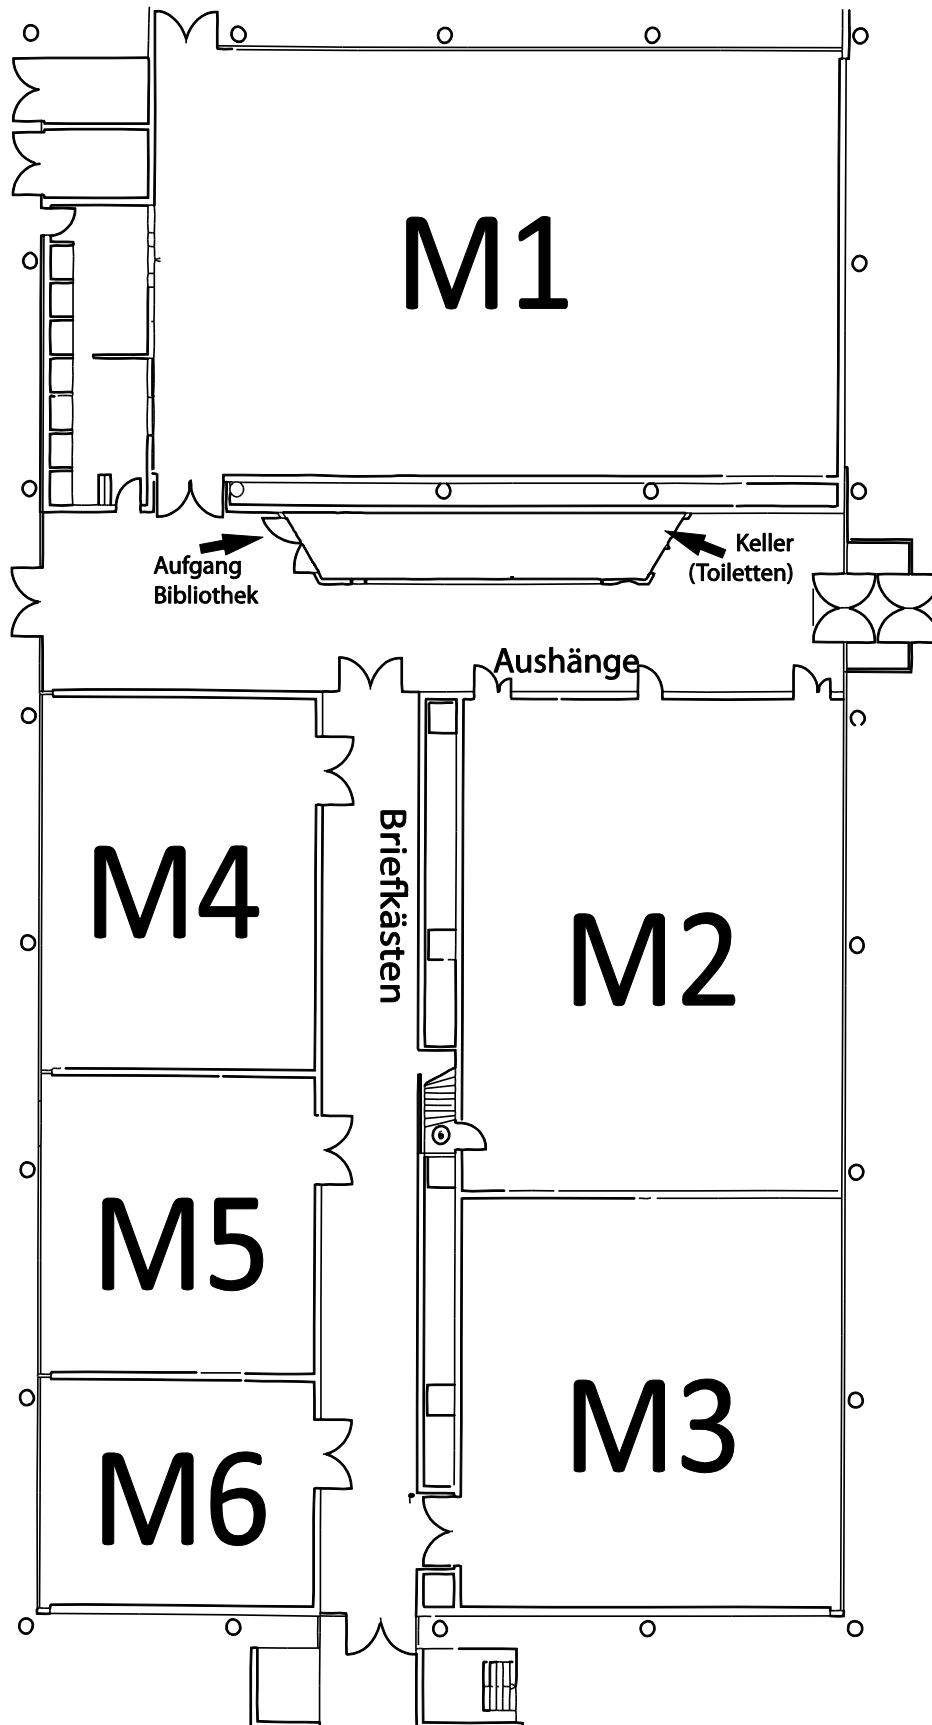 M1
Aufgang
Bibliothek
Keller
(Toiletten)
Aushänge
Briefkästen
M4
M2
M5
M3
M6